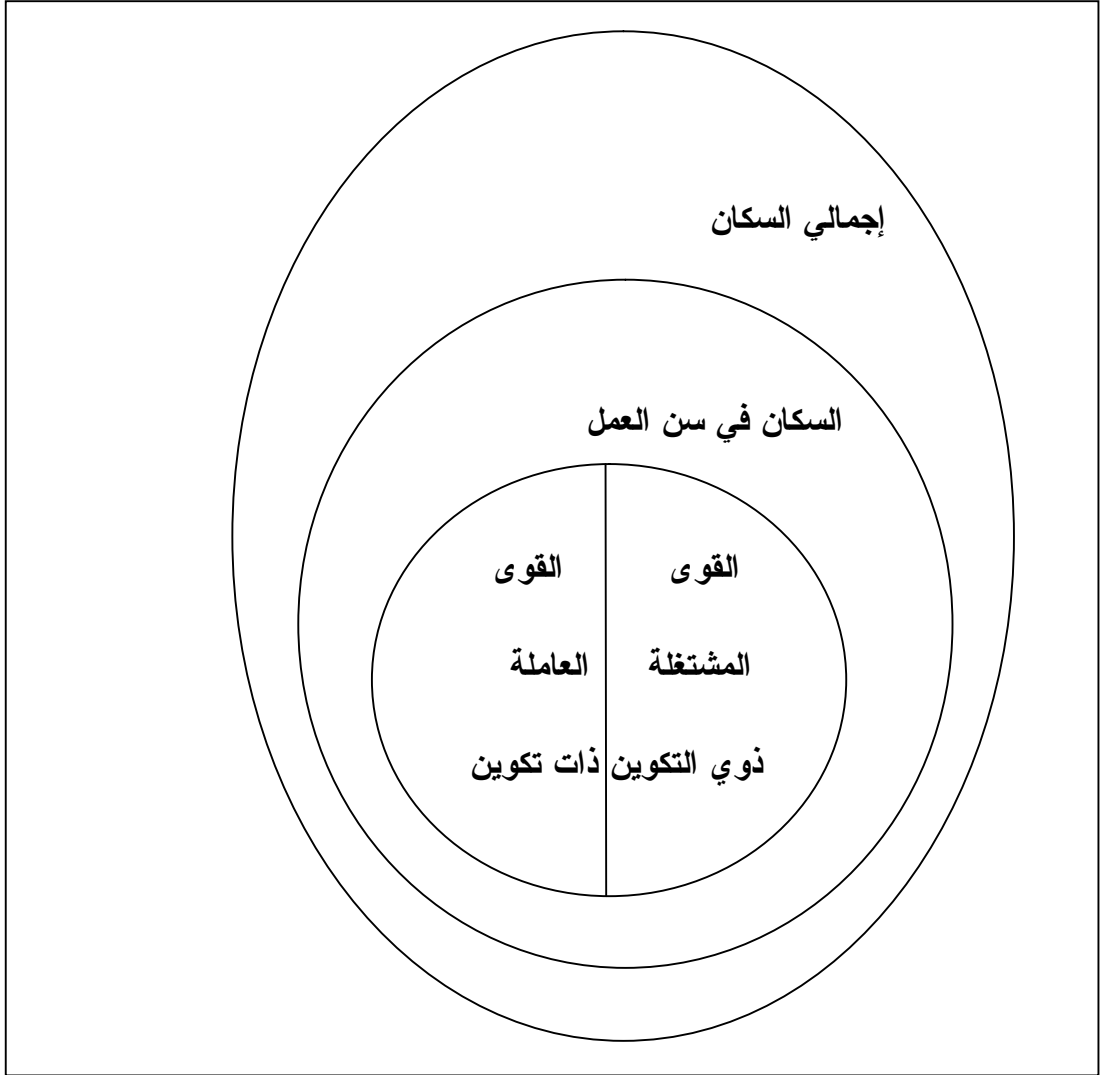 إجمالي السكان
السكان في سن العمل
القوى
المشتغلة
ذوي التكوين
القوى
العاملة
ذات تكوين